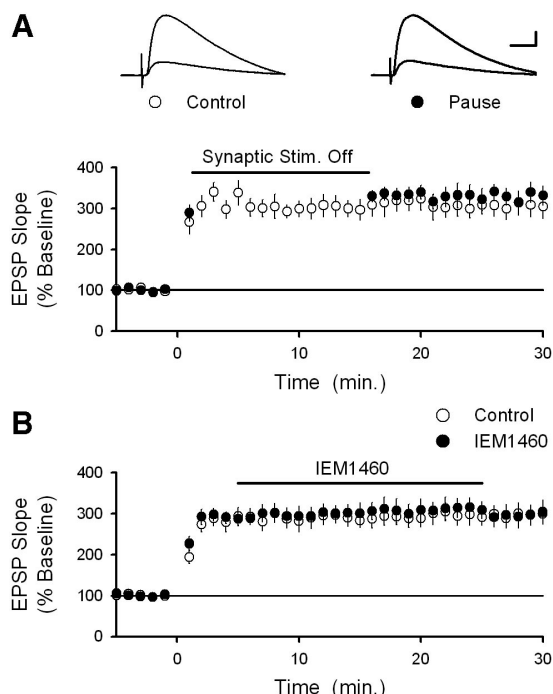 A
Control
Pause
Synaptic Stim. Off
EPSP Slope
(% Baseline)
400
300
200
100
0
0
10
20
30
Time (min.)
B
Control
IEM1460
IEM1460
EPSP Slope
(% Baseline)
400
300
200
100
0
0
10
20
30
Time (min.)